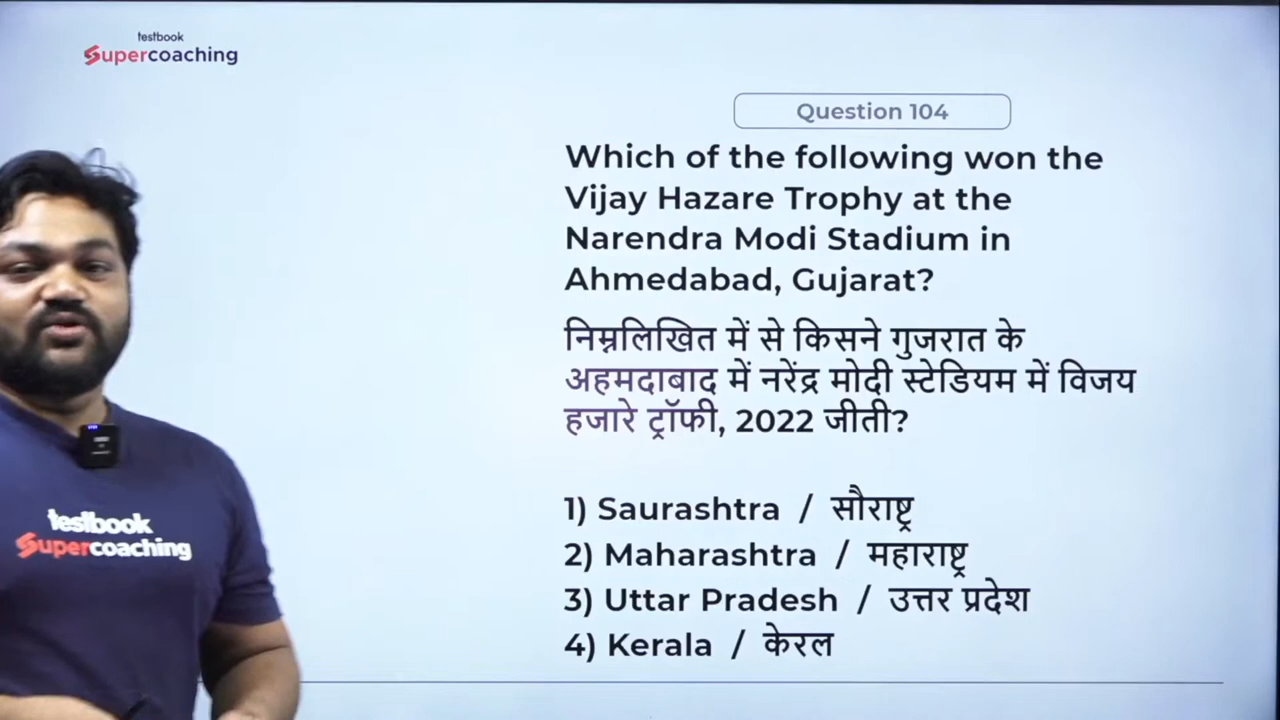 testbook
Supercoaching
Question 104
Which of the following won the
Vijay Hazare Trophy at the
Narendra Modi Stadium in
Ahmedabad, Gujarat?
निम्नलिखित में से किसने गुजरात के
अहमदाबाद में नरेंद्र मोदी स्टेडियम में विजय
हजारे ट्रॉफी, 2022 जीती?
1) Saurashtra / सौराष्ट्र
2) Maharashtra / महाराष्ट्र
3) Uttar Pradesh / उत्तर प्रदेश
4) Kerala / केरल
testbook
Supercoaching